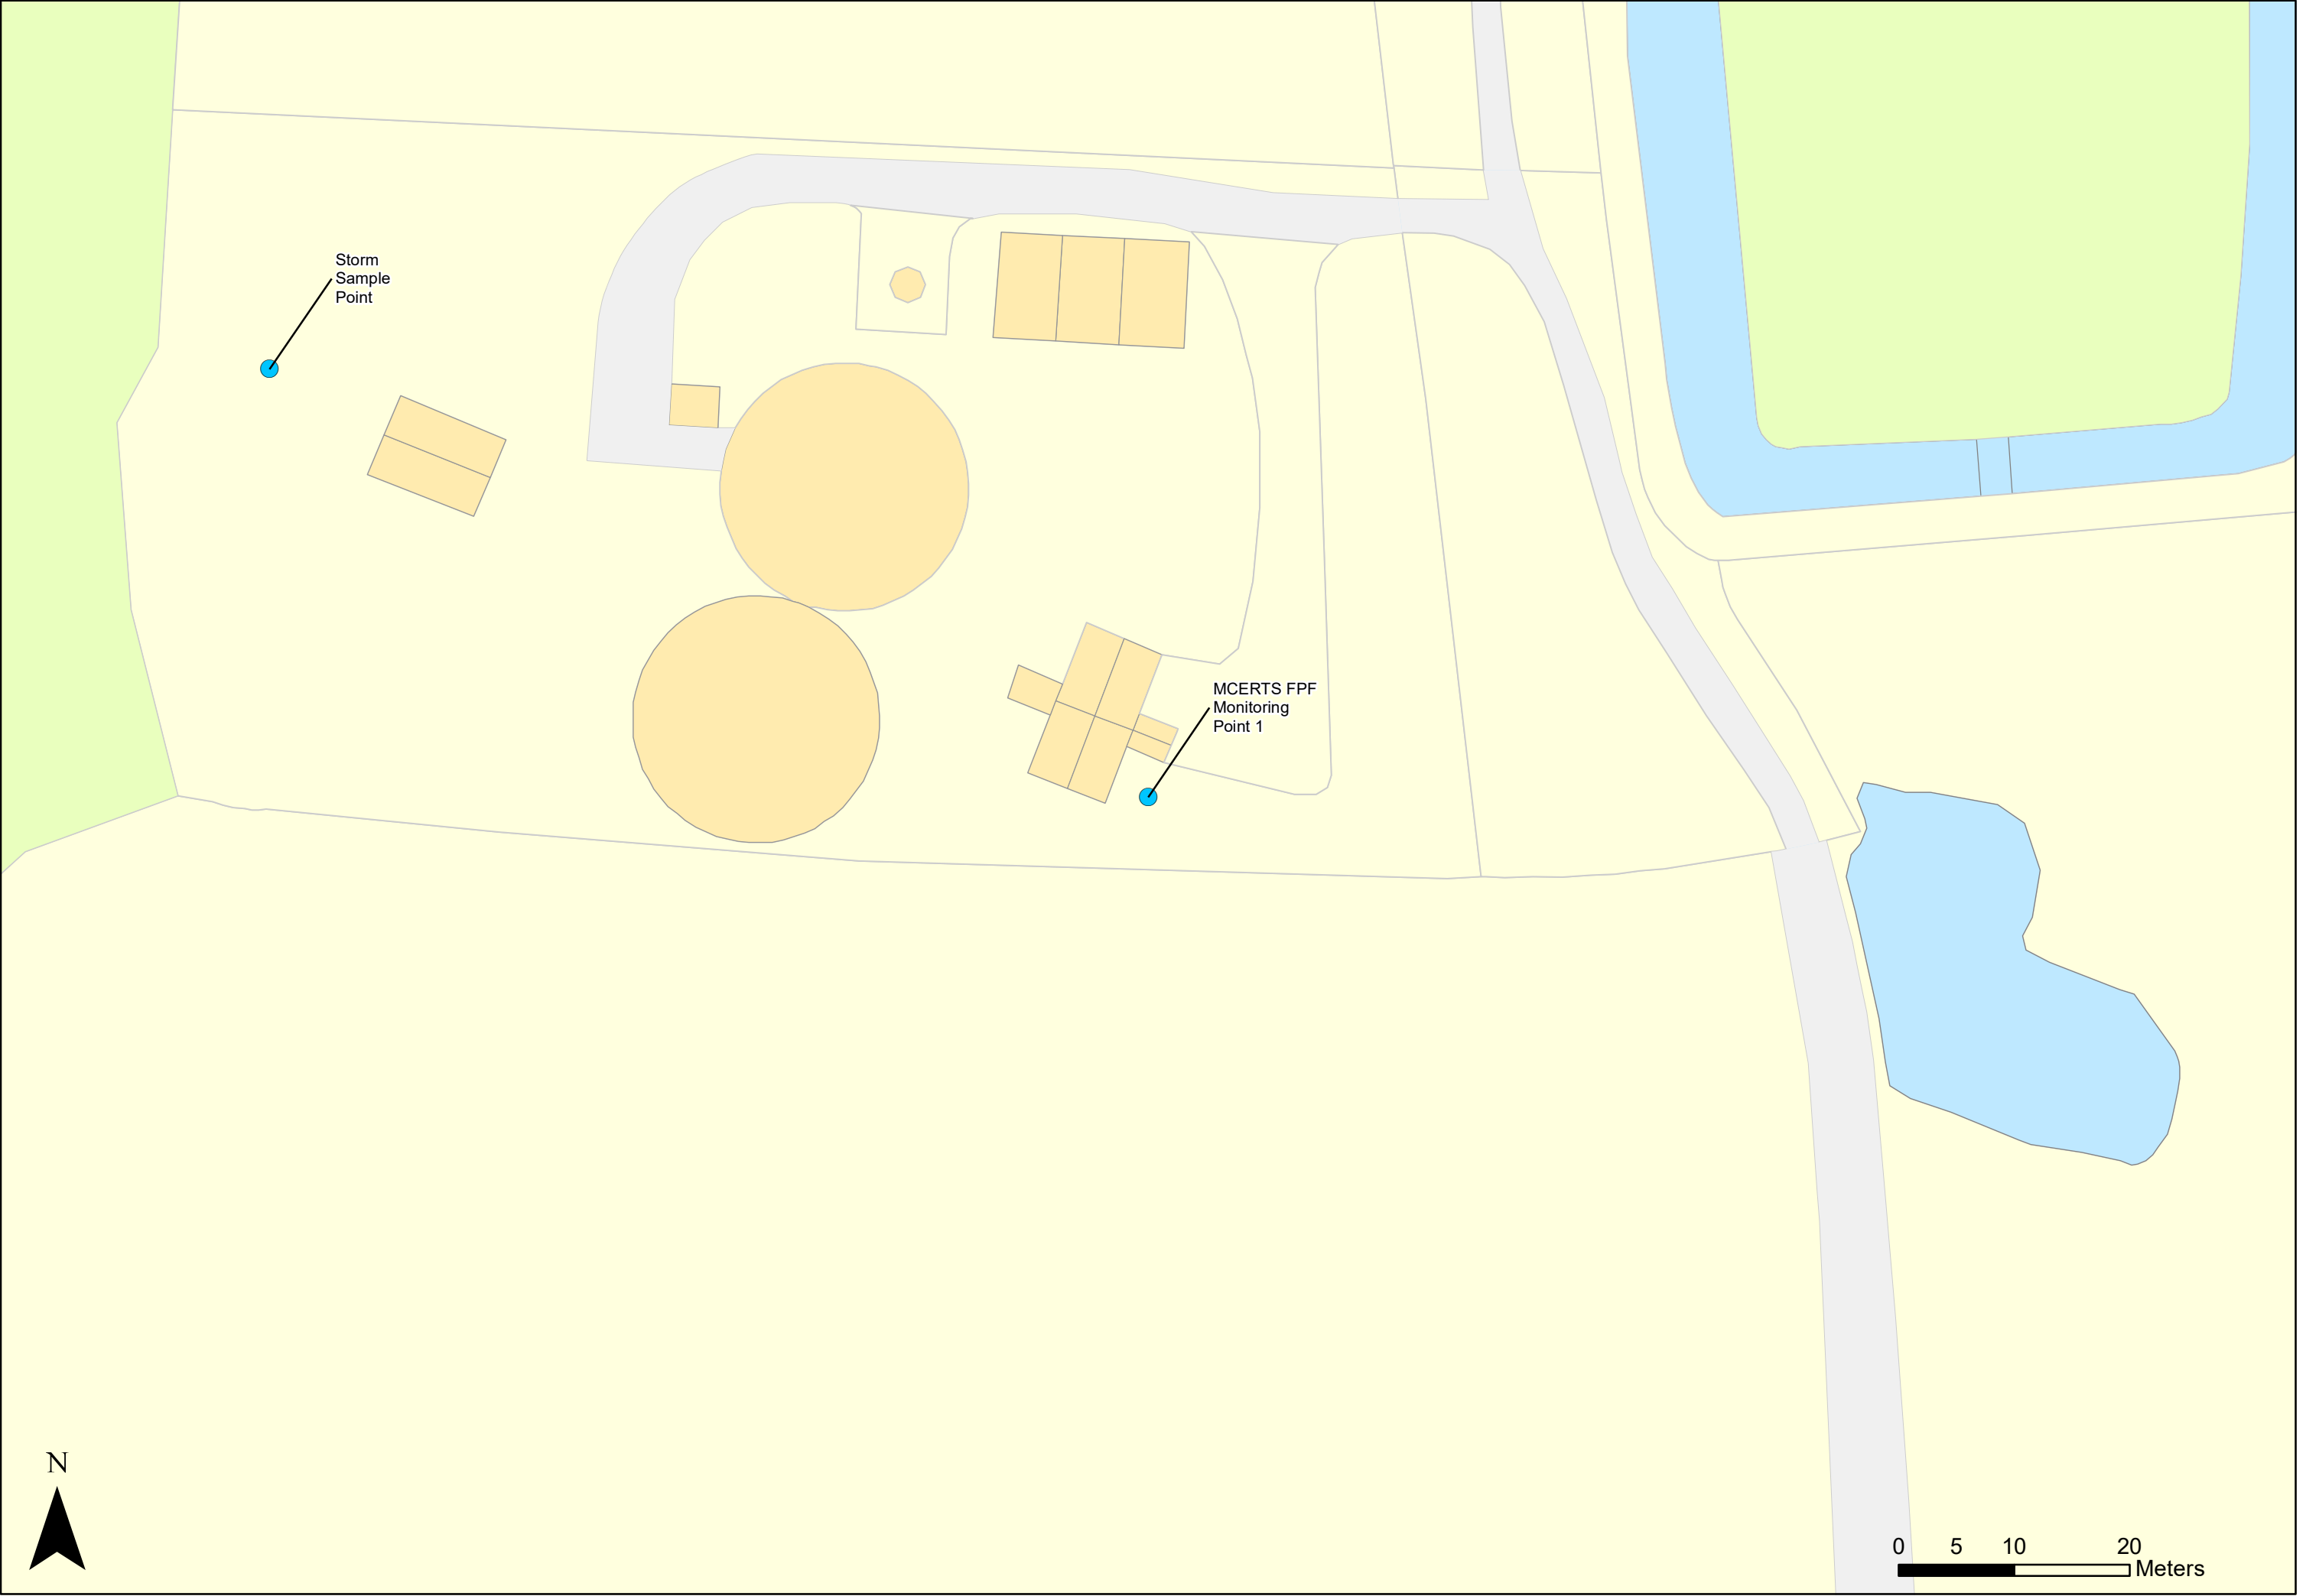 Storm
Sample
Point
MCERTS FPF
Monitoring
Point 1
N
0 5 10 20
Meters